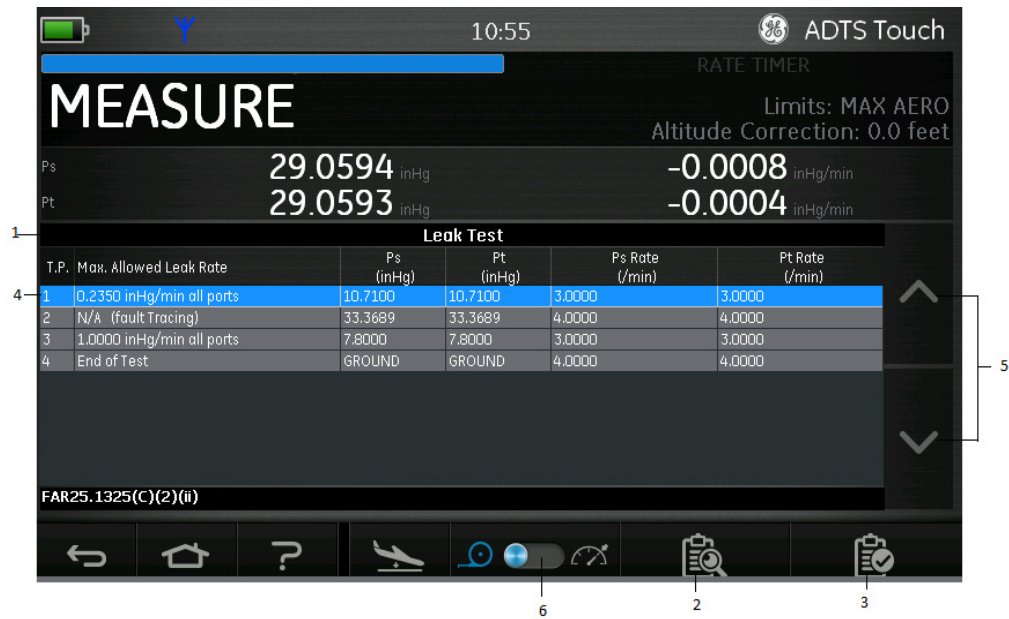 10:55
ADTS Touch
RATE TIMER
MEASURE
Limits: MAX AERO
Altitude Correction: 0.0 feet
Ps 29.0594 inHg -0.0008 inHg/min
Pt 29.0593 inHg -0.0004 inHg/min
1
Leak Test
T.P. Max. Allowed Leak Rate Ps (inHg) Pt (inHg) Ps Rate (/min) Pt Rate (/min)
4 1 0.2350 inHg/min all ports 10.7100 10.7100 3.0000 3.0000
2 N/A (fault Tracing) 33.3689 33.3689 4.0000 4.0000
3 1.0000 inHg/min all ports 7.8000 7.8000 3.0000 3.0000
4 End of Test GROUND GROUND 4.0000 4.0000
5
FAR25.1325(C)(2)(ii)
?
6 2 3